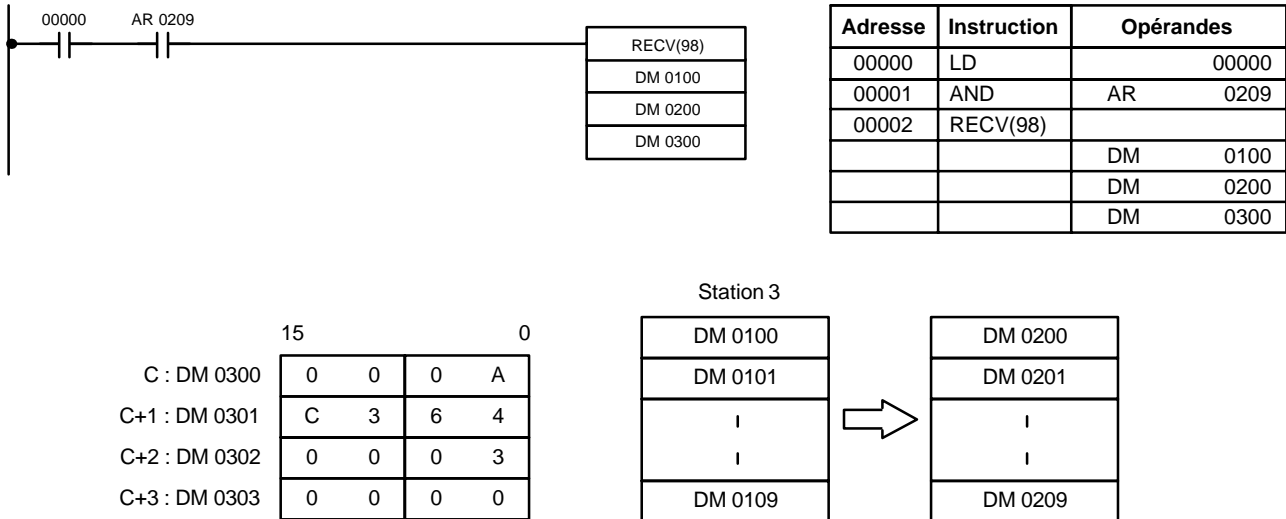 00000 AR 0209
RECV(98)
DM 0100
DM 0200
DM 0300
Adresse Instruction Opérandes
00000 LD 00000
00001 AND AR 0209
00002 RECV(98)
DM 0100
DM 0200
DM 0300
Station 3
15 0
C : DM 0300 0 0 0 A
C+1 : DM 0301 C 3 6 4
C+2 : DM 0302 0 0 0 3
C+3 : DM 0303 0 0 0 0
DM 0100
DM 0101
DM 0109
DM 0200
DM 0201
DM 0209